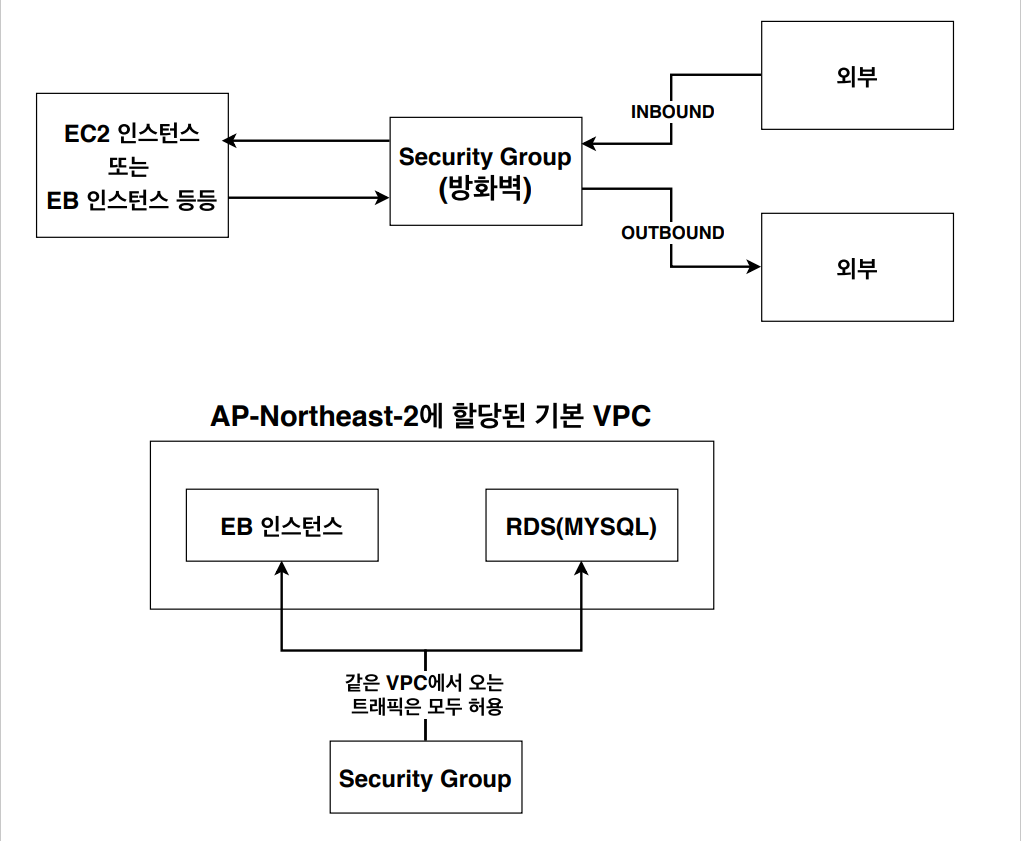 외부
INBOUND
EC2 인스턴스
또는
EB 인스턴스 등등
Security Group
(방화벽)
OUTBOUND
외부
AP-Northeast-2에 할당된 기본 VPC
EB 인스턴스
RDS(MYSQL)
같은 VPC에서 오는
트래픽은 모두 허용
Security Group